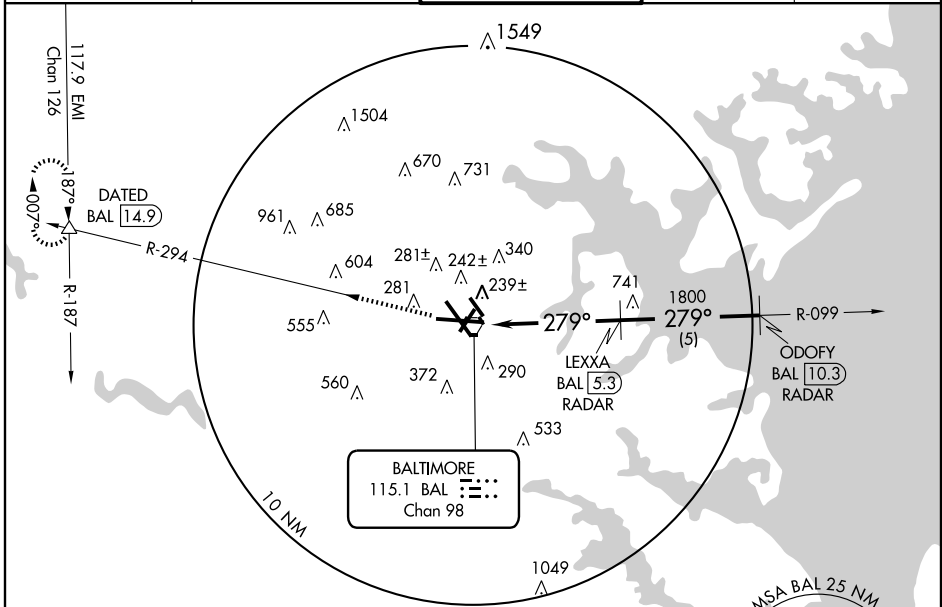 1549
117.9 EMI
Chan 126
1504
670
731
187°
007°
DATED
BAL 14.9
961
685
R-294
604
281±
242±
340
281
239±
741
1800
555
279°
279°
(5)
R-099
R-187
LEXXA
BAL 5.3
RADAR
ODOFY
BAL 10.3
RADAR
290
372
560
533
BALTIMORE
115.1 BAL
Chan 98
10 NM
1049
MSA BAL 25 NM